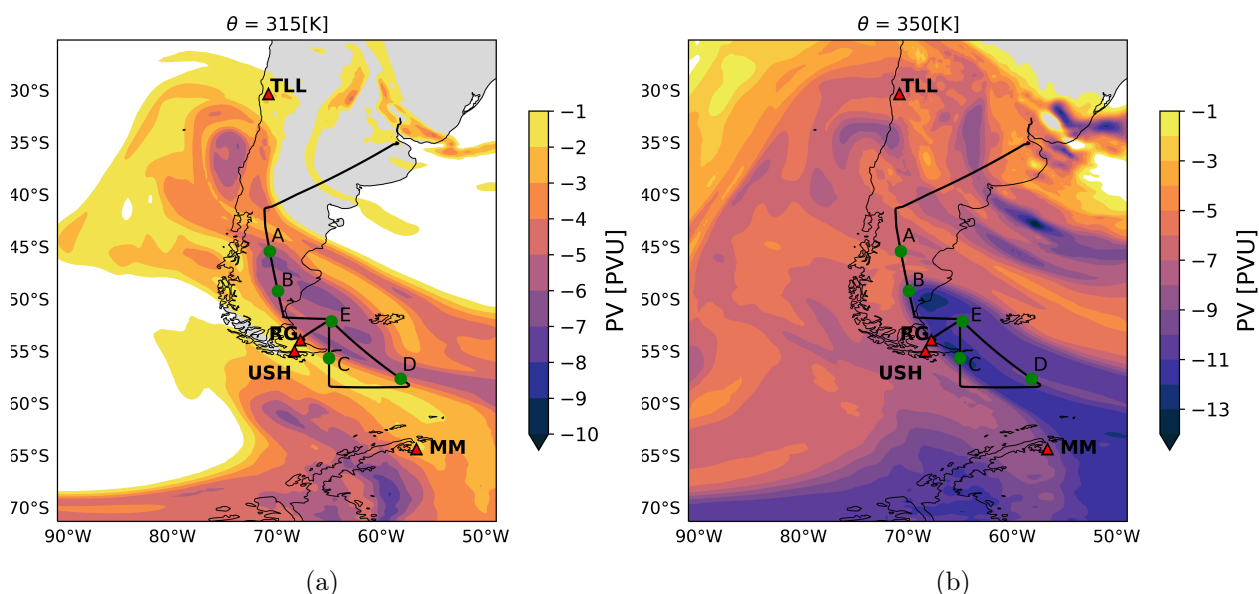 θ = 315[K]
30°S
35°S
40°S
45°S
50°S
55°S
60°S
65°S
70°S
90°W
80°W
70°W
60°W
50°W
TLL
A
B
E
RG
C
D
USH
MM
−1
−2
−3
−4
−5
−6
−7
−8
−9
−10
PV [PVU]
(a)
θ = 350[K]
30°S
35°S
40°S
45°S
50°S
55°S
60°S
65°S
70°S
90°W
80°W
70°W
60°W
50°W
TLL
A
B
E
RG
C
D
USH
MM
−1
−3
−5
−7
−9
−11
−13
PV [PVU]
(b)